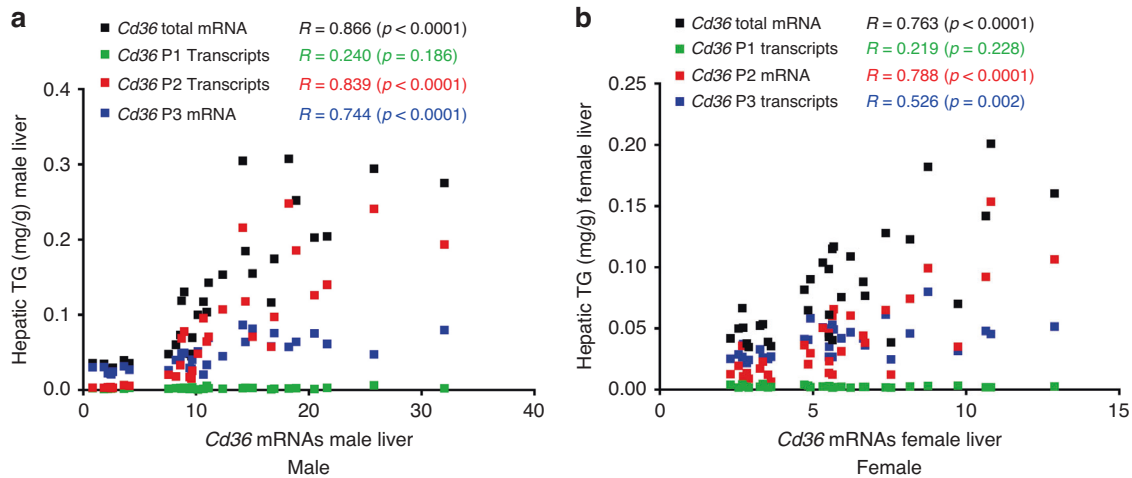 a
Cd36 total mRNA R = 0.866 (p < 0.0001)
Cd36 P1 Transcripts R = 0.240 (p = 0.186)
Cd36 P2 Transcripts R = 0.839 (p < 0.0001)
Cd36 P3 mRNA R = 0.744 (p < 0.0001)
Hepatic TG (mg/g) male liver
0.4
0.3
0.2
0.1
0.0
0 10 20 30 40
Cd36 mRNAs male liver
Male
b
Cd36 total mRNA R = 0.763 (p < 0.0001)
Cd36 P1 transcripts R = 0.219 (p = 0.228)
Cd36 P2 mRNA R = 0.788 (p < 0.0001)
Cd36 P3 transcripts R = 0.526 (p = 0.002)
Hepatic TG (mg/g) female liver
0.25
0.20
0.15
0.10
0.05
0.00
0 5 10 15
Cd36 mRNAs female liver
Female